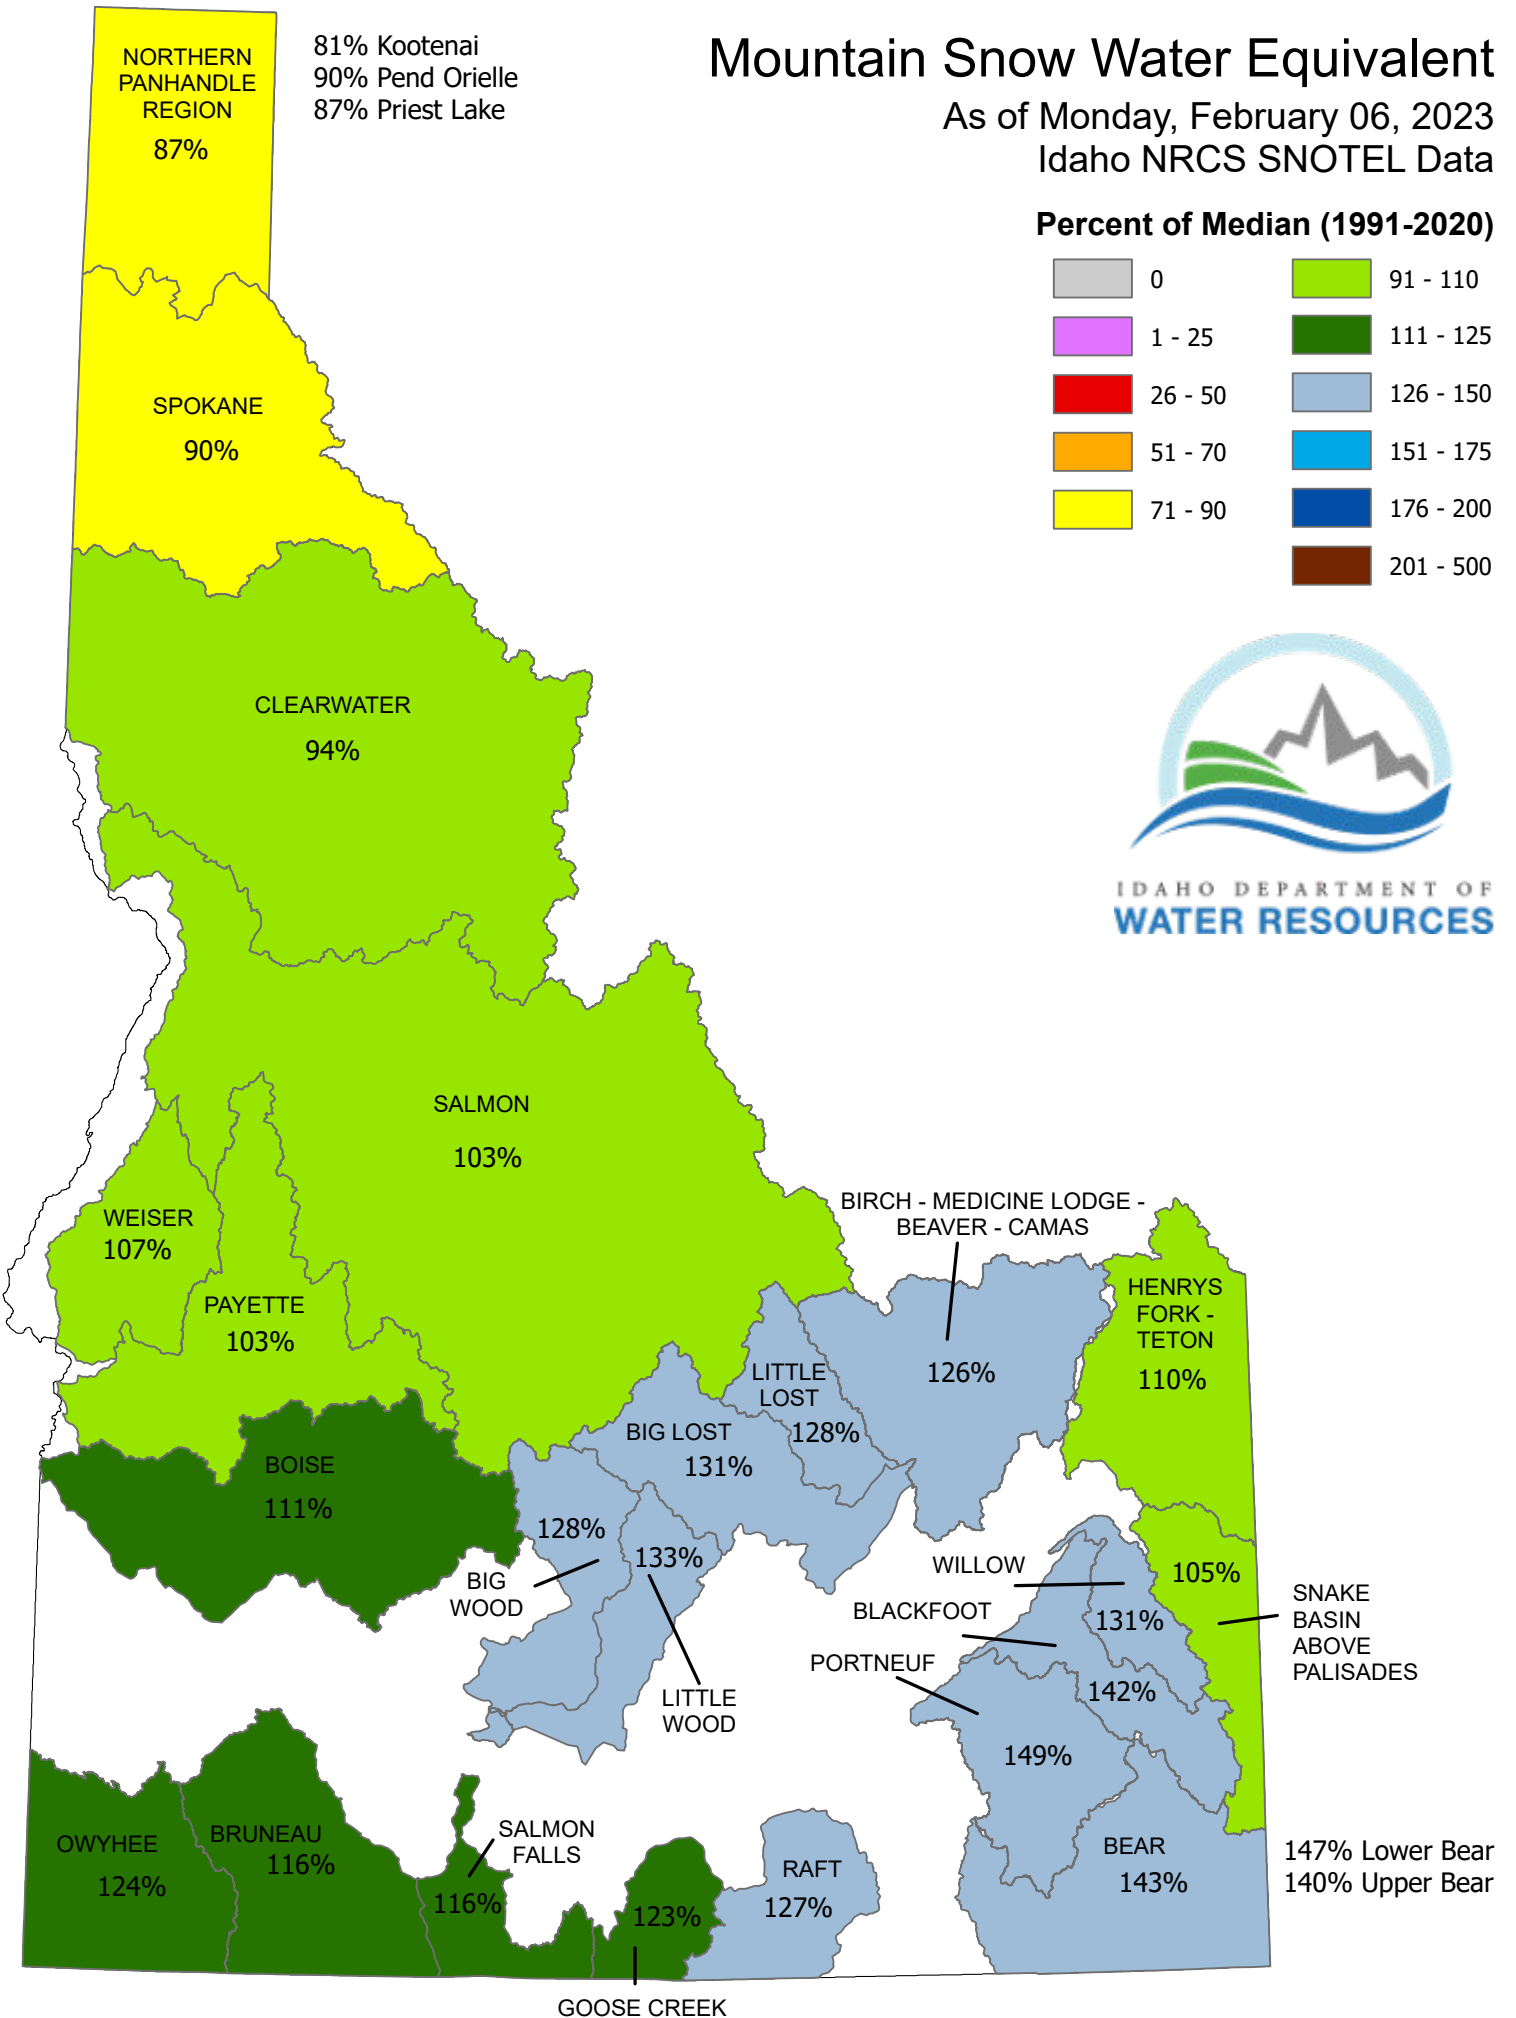 Mountain Snow Water Equivalent
As of Monday, February 06, 2023
Idaho NRCS SNOTEL Data
Percent of Median (1991-2020)
0
1 - 25
26 - 50
51 - 70
71 - 90
91 - 110
111 - 125
126 - 150
151 - 175
176 - 200
201 - 500
IDAHO DEPARTMENT OF
WATER RESOURCES
NORTHERN
PANHANDLE
REGION
87%
81% Kootenai
90% Pend Orielle
87% Priest Lake
SPOKANE
90%
CLEARWATER
94%
SALMON
103%
WEISER
107%
PAYETTE
103%
BOISE
111%
BIRCH - MEDICINE LODGE -
BEAVER - CAMAS
126%
HENRYS
FORK -
TETON
110%
LITTLE
LOST
128%
BIG LOST
131%
128%
BIG
WOOD
133%
LITTLE
WOOD
WILLOW
131%
BLACKFOOT
142%
PORTNEUF
149%
105%
SNAKE
BASIN
ABOVE
PALISADES
OWYHEE
124%
BRUNEAU
116%
SALMON
FALLS
116%
123%
GOOSE CREEK
RAFT
127%
BEAR
143%
147% Lower Bear
140% Upper Bear